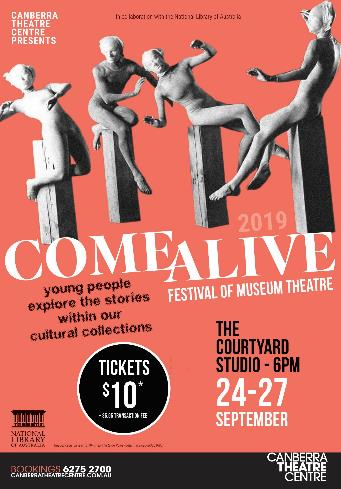 CANBERRA
THEATRE
CENTRE
PRESENTS
In collaboration with the National Library of Australia
2019
COME ALIVE
FESTIVAL OF MUSEUM THEATRE
young people
explore the stories
within our
cultural collections
THE
COURTYARD
STUDIO - 6PM
24-27
SEPTEMBER
TICKETS
$10*
TRANSACTION FEE
NATIONAL
LIBRARY
OF AUSTRALIA
BOOKINGS 6275 2700
CANBERRATHEATRECENTRE.COM.AU
CANBERRA
THEATRE
CENTRE